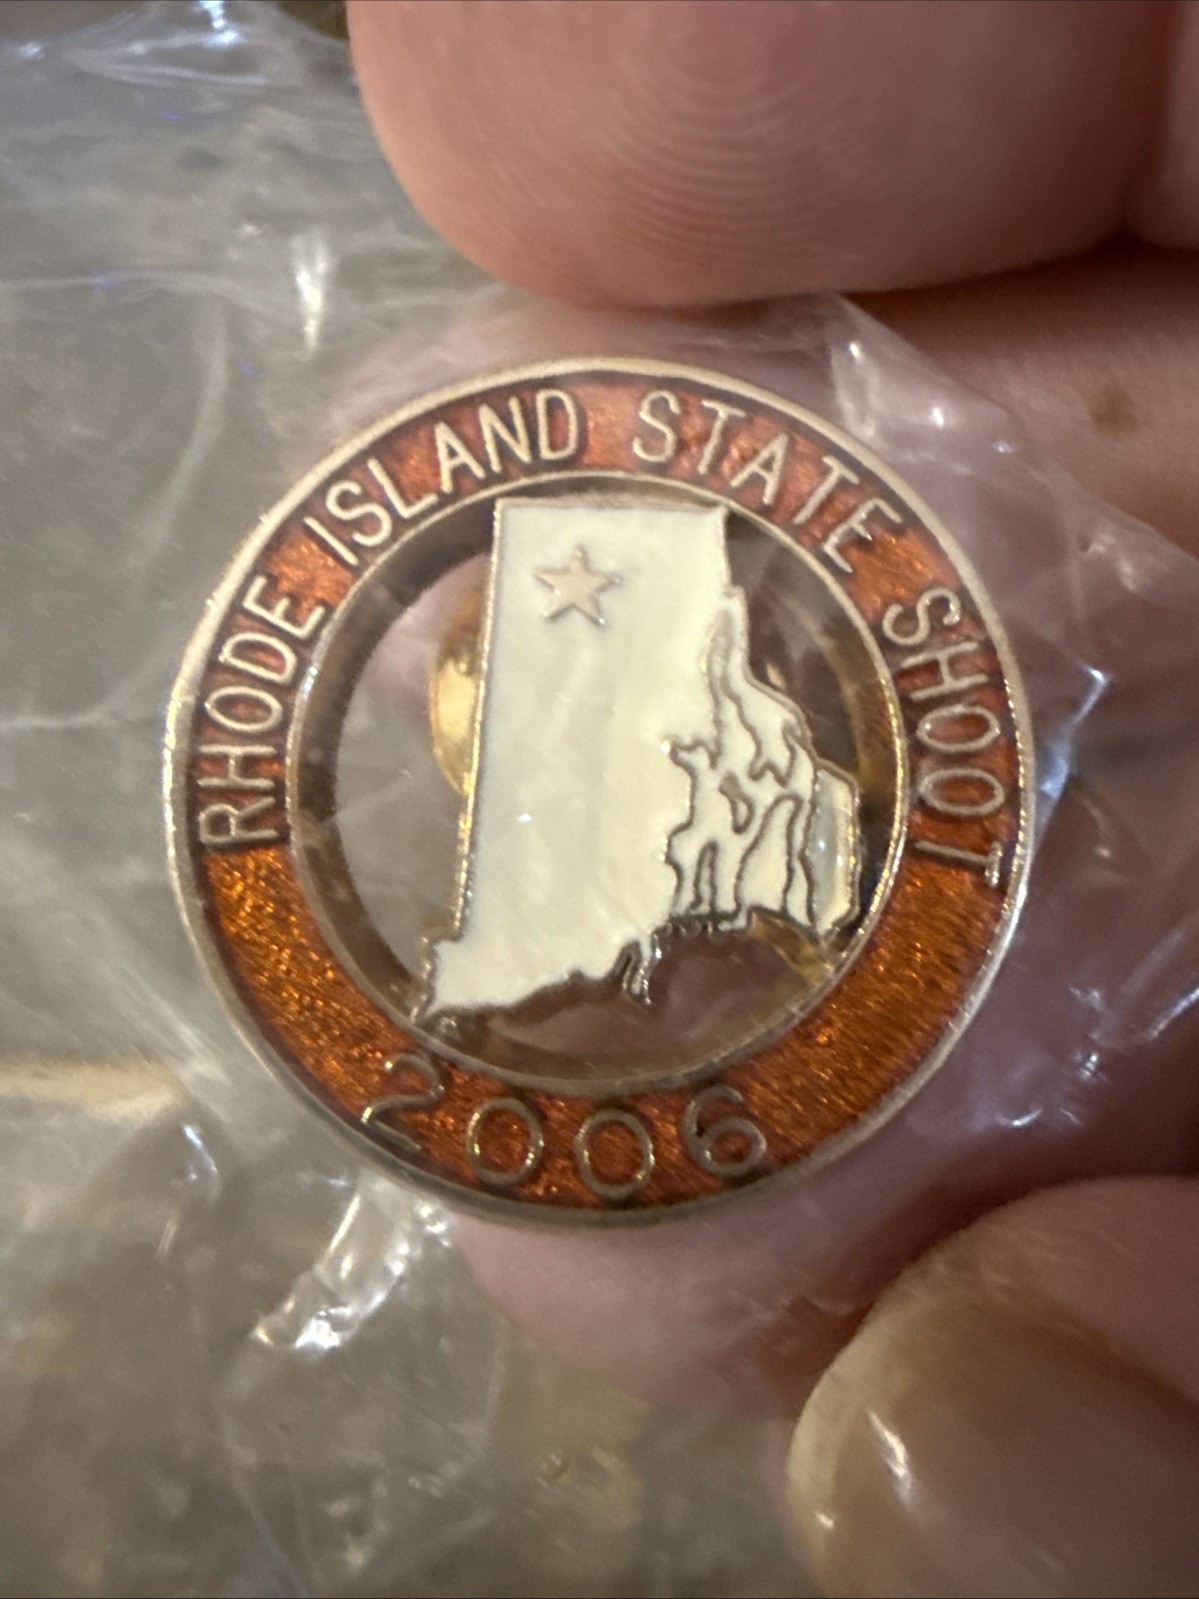 RHODE ISLAND STATE SHOOT
2006